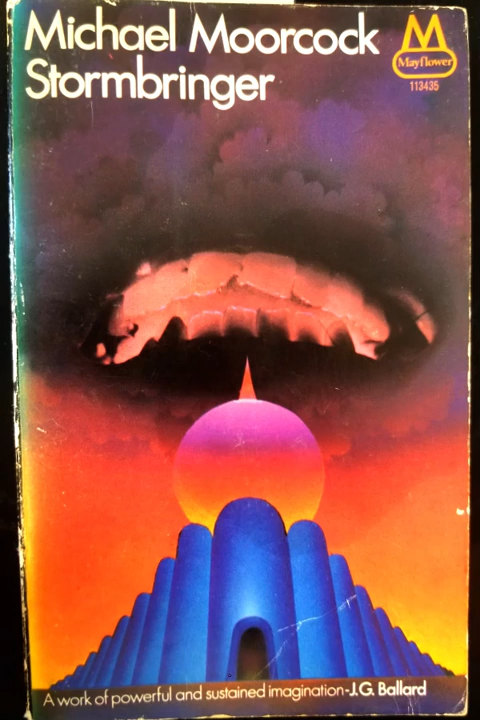 Michael Moorcock
Stormbringer
M
Mayflower
113435
A work of powerful and sustained imagination-J.G. Ballard